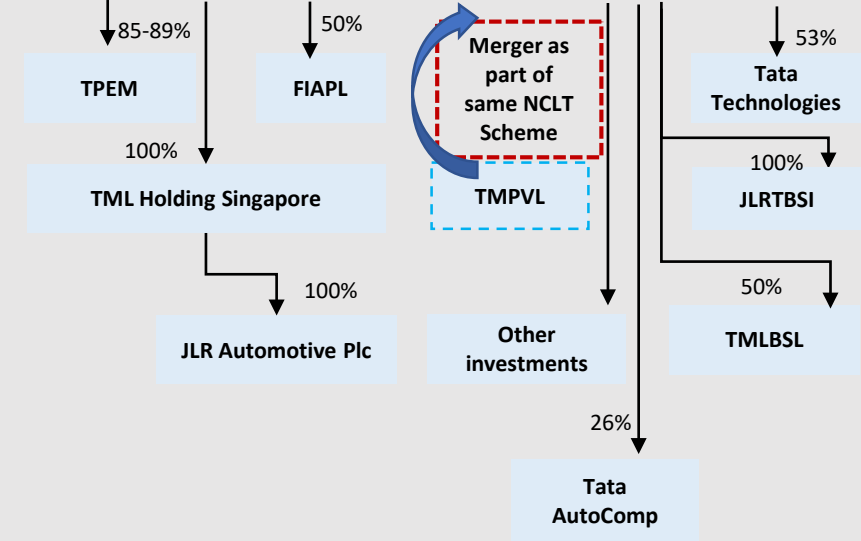 85-89%
50%
53%
TPEM
FIAPL
Merger as
part of
same NCLT
Scheme
Tata
Technologies
100%
TML Holding Singapore
TMPVL
100%
JLRTBSI
100%
JLR Automotive Plc
Other
investments
50%
TMLBSL
26%
Tata
AutoComp